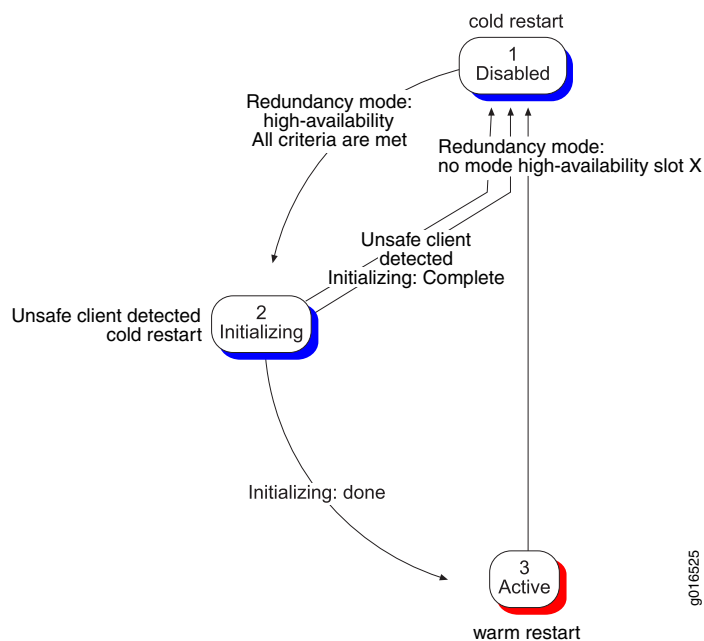 cold restart
1
Disabled
Redundancy mode:
high-availability
All criteria are met
Redundancy mode:
no mode high-availability slot X
Unsafe client
detected
Initializing: Complete
Unsafe client detected
cold restart
2
Initializing
Initializing: done
3
Active
warm restart
g016525